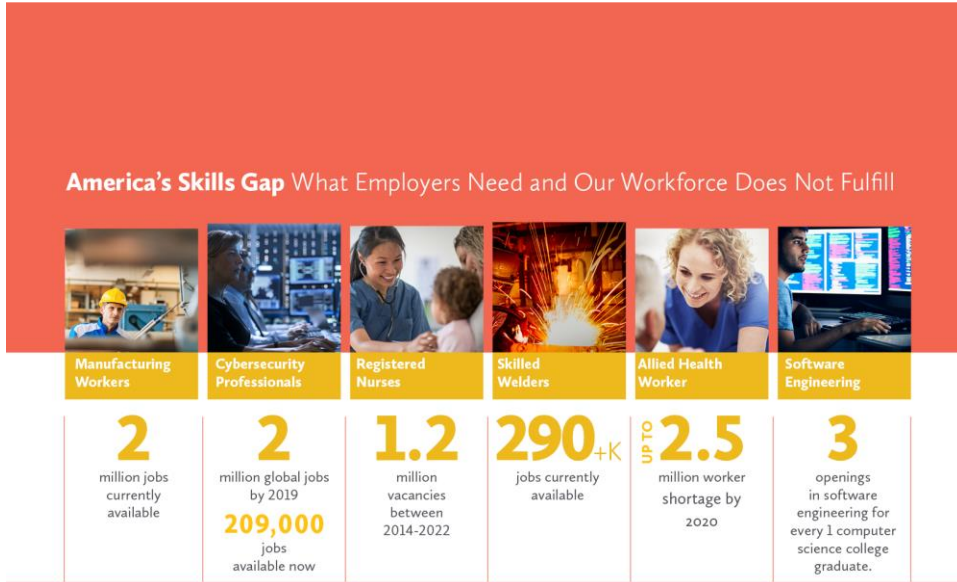 America's Skills Gap What Employers Need and Our Workforce Does Not Fulfill
Manufacturing
Workers
2
million jobs
currently
available
Cybersecurity
Professionals
2
million global jobs
by 2019
209,000
jobs
available now
Registered
Nurses
1.2
million
vacancies
between
2014-2022
Skilled
Welders
290+K
jobs currently
available
Allied Health
Worker
UP TO 2.5
million worker
shortage by
2020
Software
Engineering
3
openings
in software
engineering for
every 1 computer
science college
graduate.